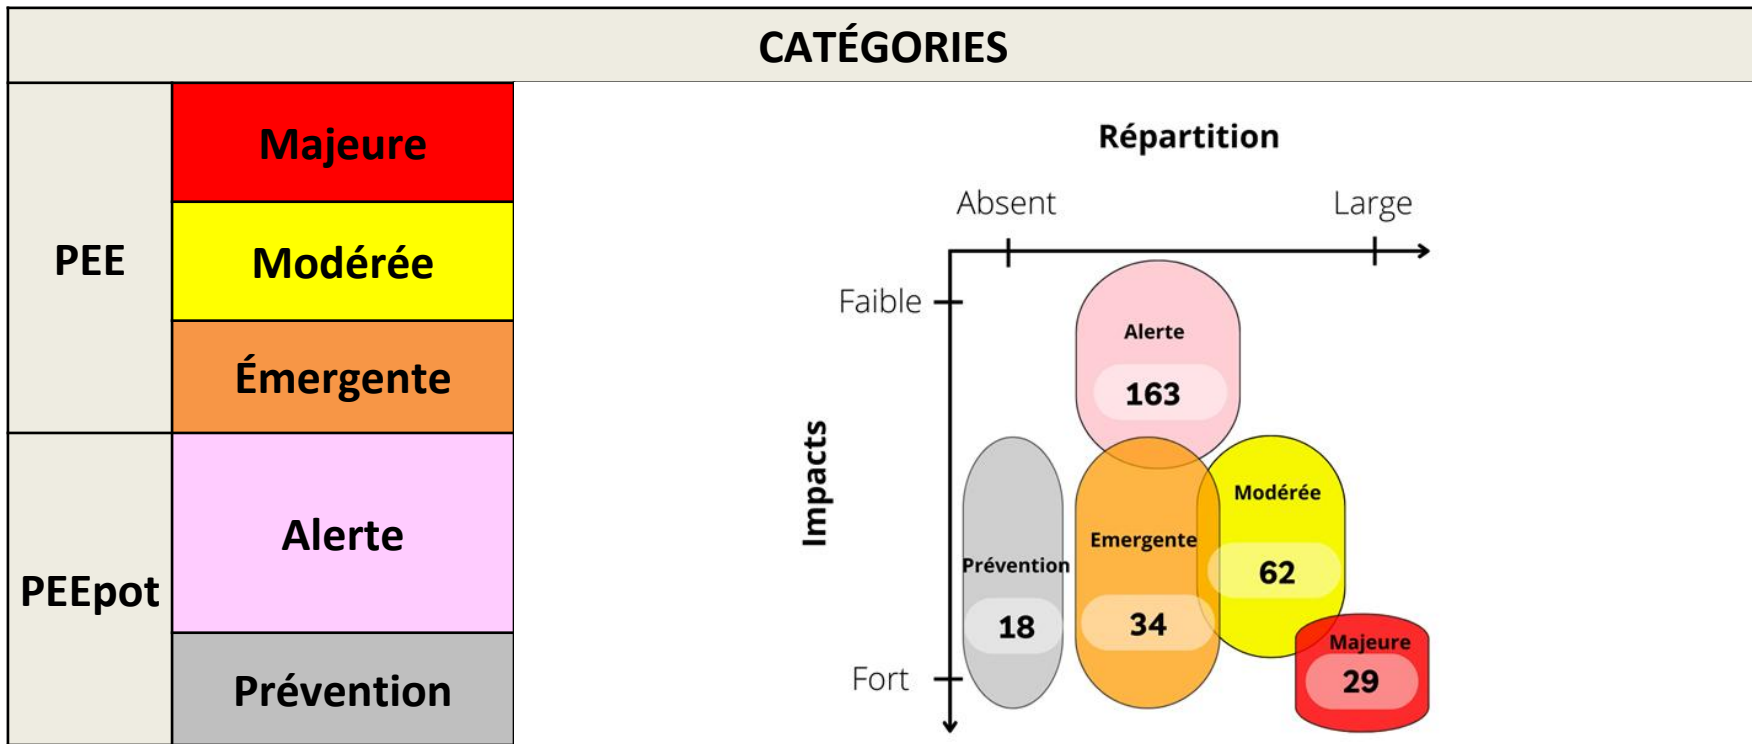 CATÉGORIES
PEE
Majeure
Modérée
Émergente
PEEpot
Alerte
Prévention
Répartition
Absent
Large
Faible
Impacts
Fort
Alerte
163
Modérée
62
Emergente
34
Prévention
18
Majeure
29